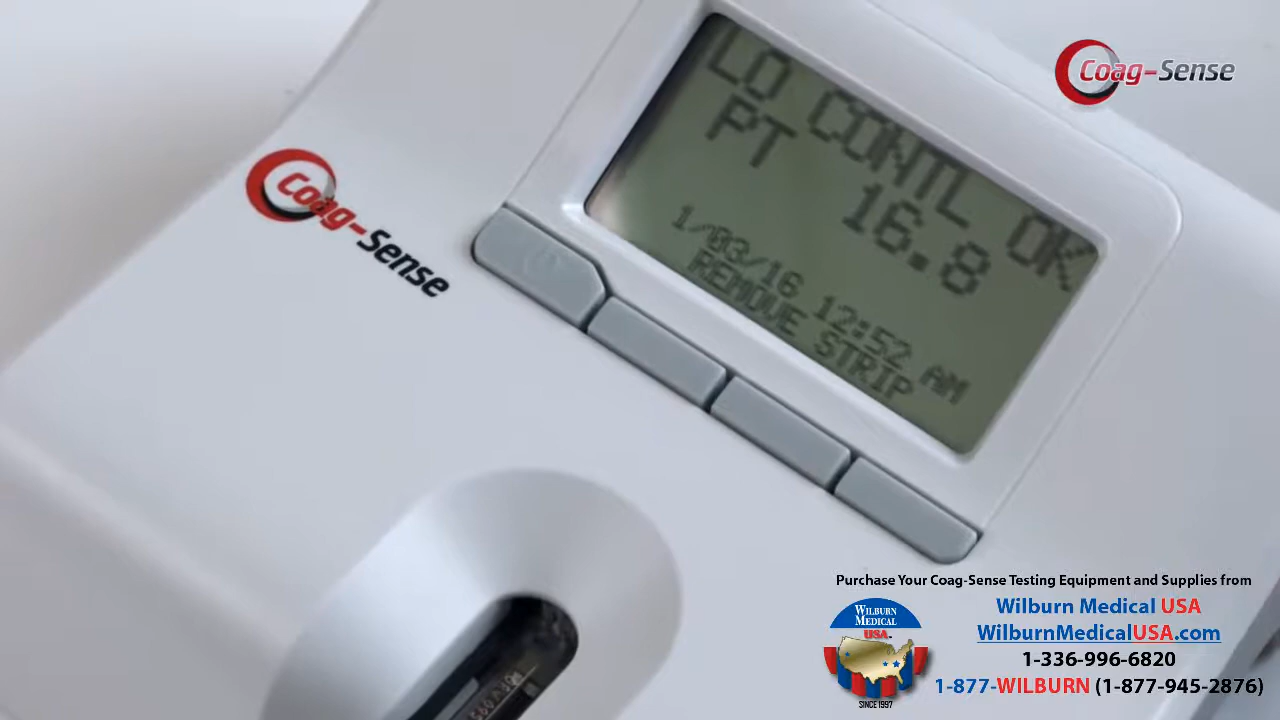 Coag-Sense
LO CONTL OK
PT 16.8
1/03/16 12:52 AM
REMOVE STRIP
Coag-Sense
Purchase Your Coag-Sense Testing Equipment and Supplies from
Wilburn Medical USA
WilburnMedicalUSA.com
1-336-996-6820
1-877-WILBURN (1-877-945-2876)
WILBURN
MEDICAL
USA.
SINCE 1997